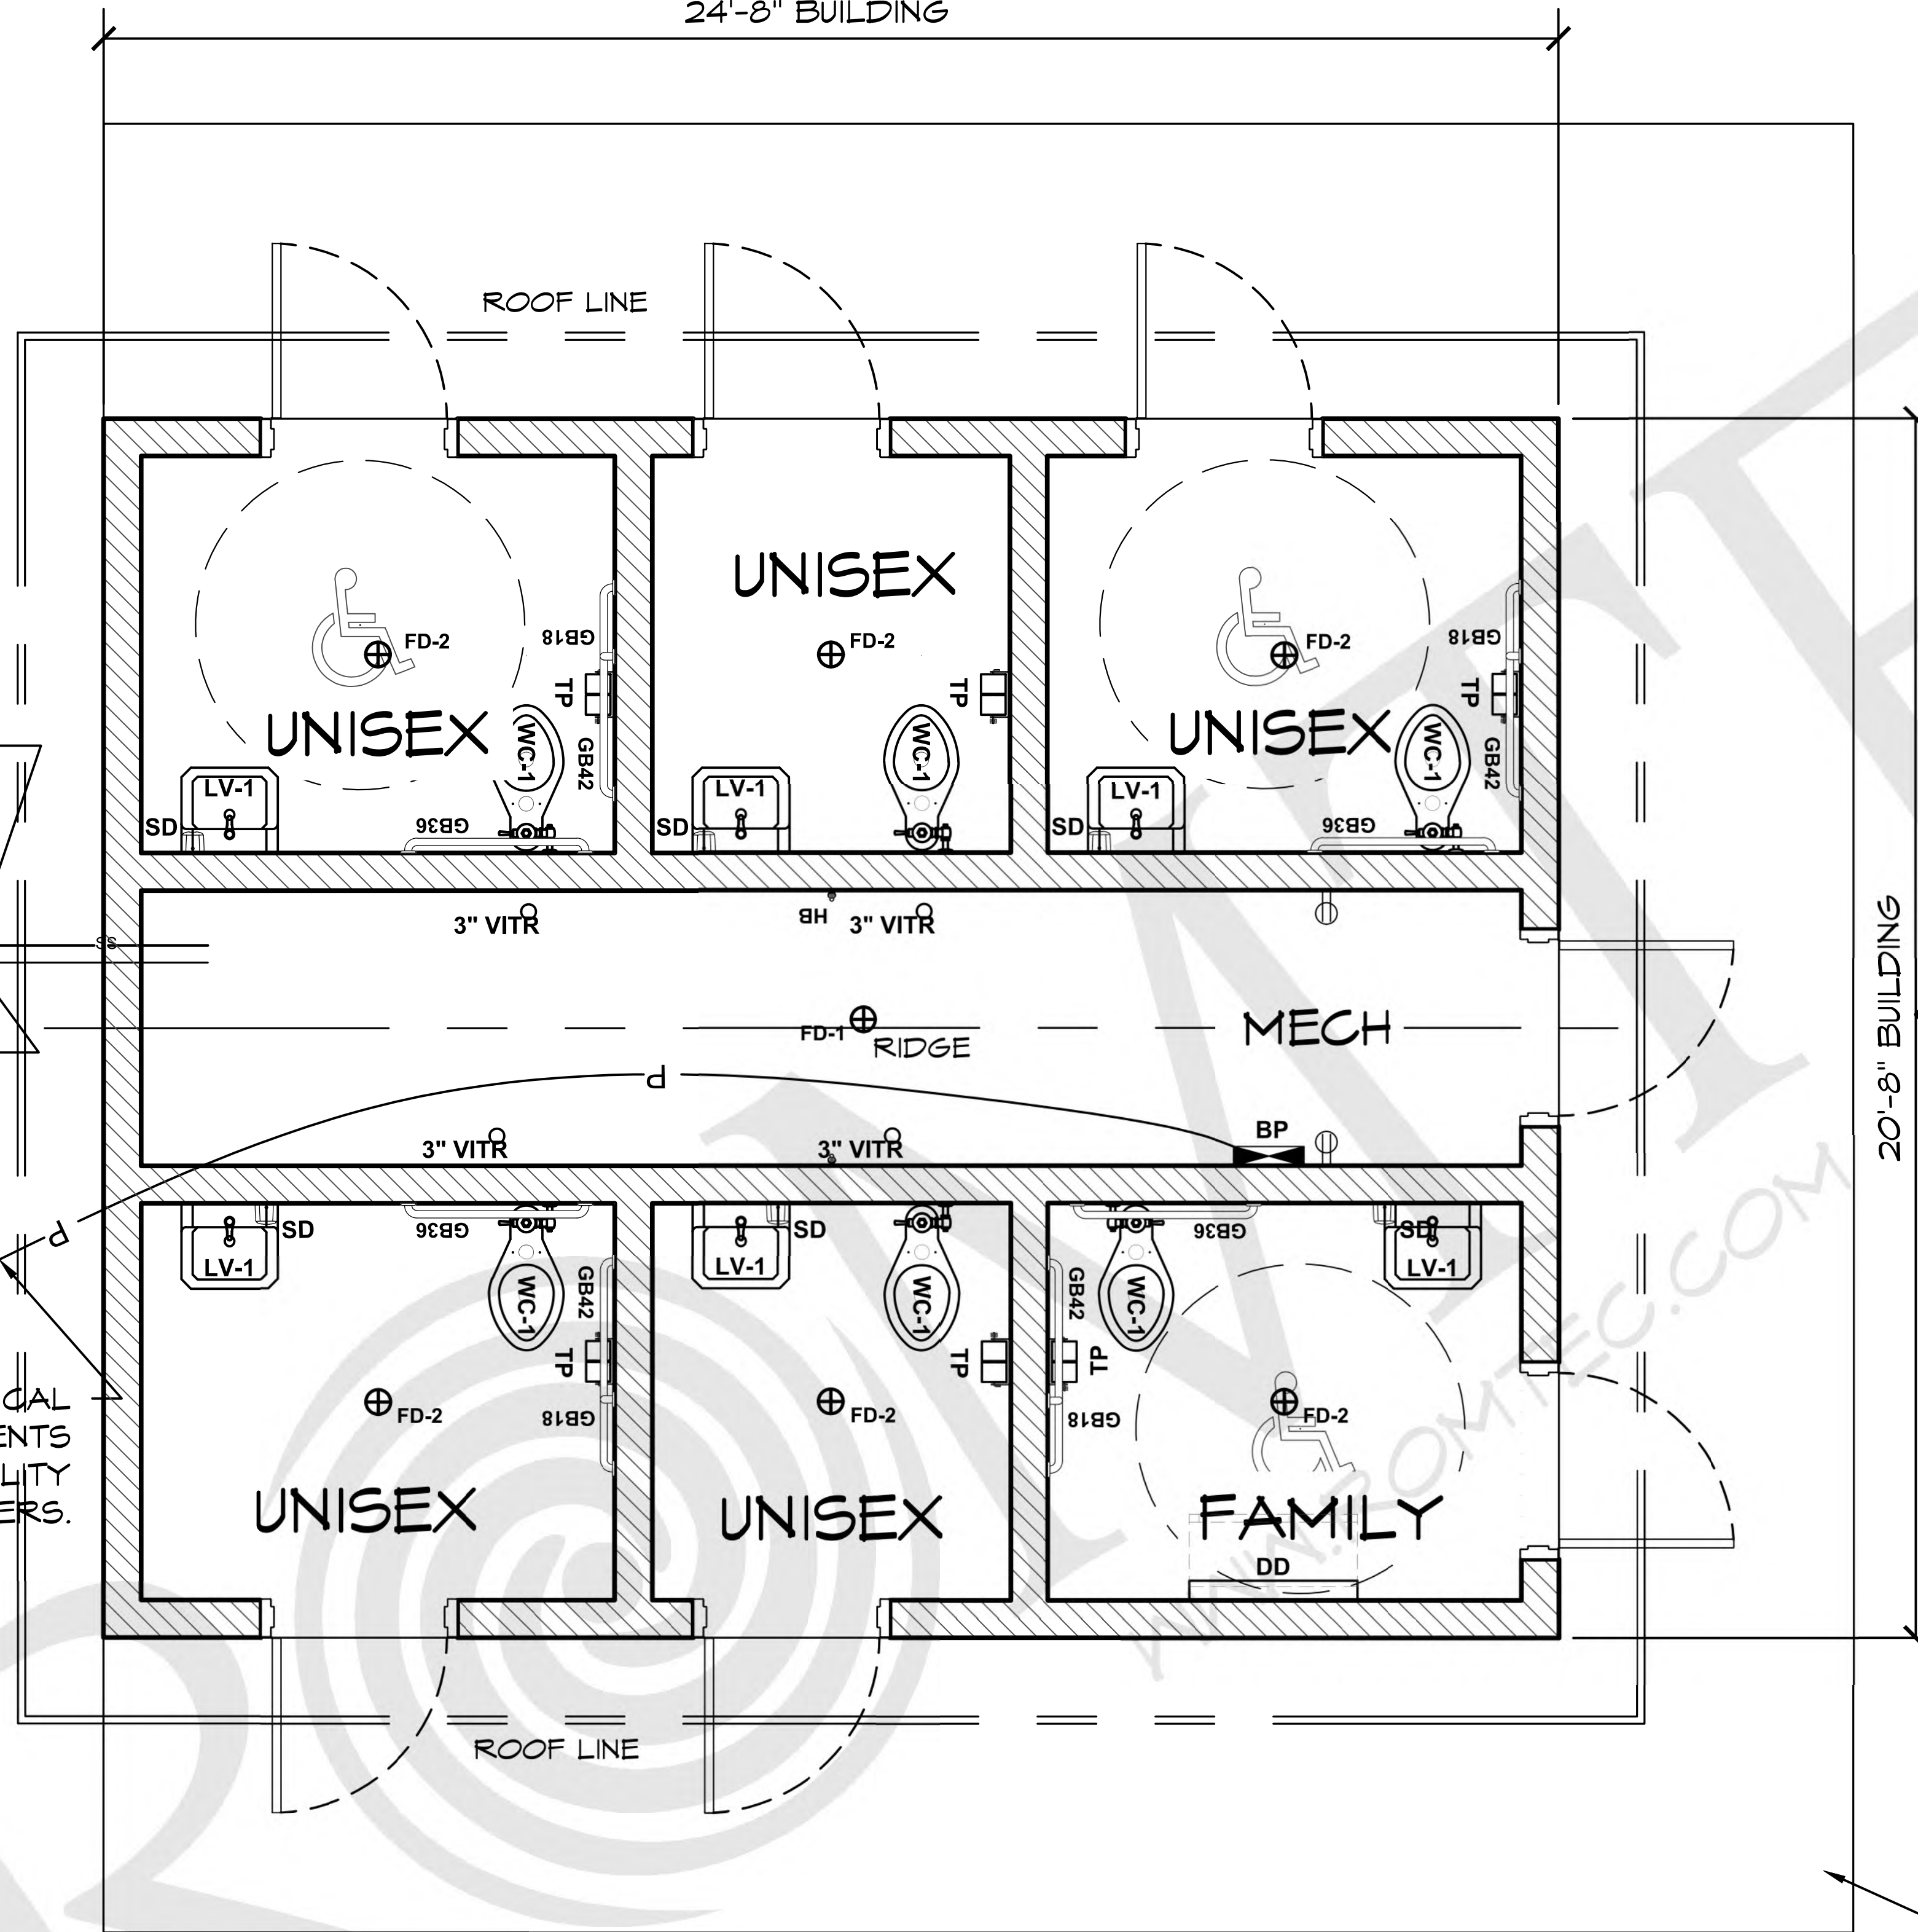 24'-8" BUILDING
ROOF LINE
UNISEX
FD-2
GB18
TP
WC-1
GB42
LV-1
SD
GB36
UNISEX
FD-2
TP
WC-1
LV-1
SD
UNISEX
FD-2
GB18
TP
WC-1
GB42
LV-1
SD
GB36
3" VITR
HB
3" VITR
SS
20'-8" BUILDING
MECH
FD-1
RIDGE
P
3" VITR
3" VITR
BP
P
SD
LV-1
GB36
WC-1
GB42
TP
FD-2
GB18
UNISEX
SD
LV-1
WC-1
TP
FD-2
UNISEX
GB36
SD
LV-1
GB42
WC-1
TP
GB18
FD-2
FAMILY
DD
ICAL
ENTS
LITY
ERS.
ROOF LINE
WWW.ROMTEC.COM